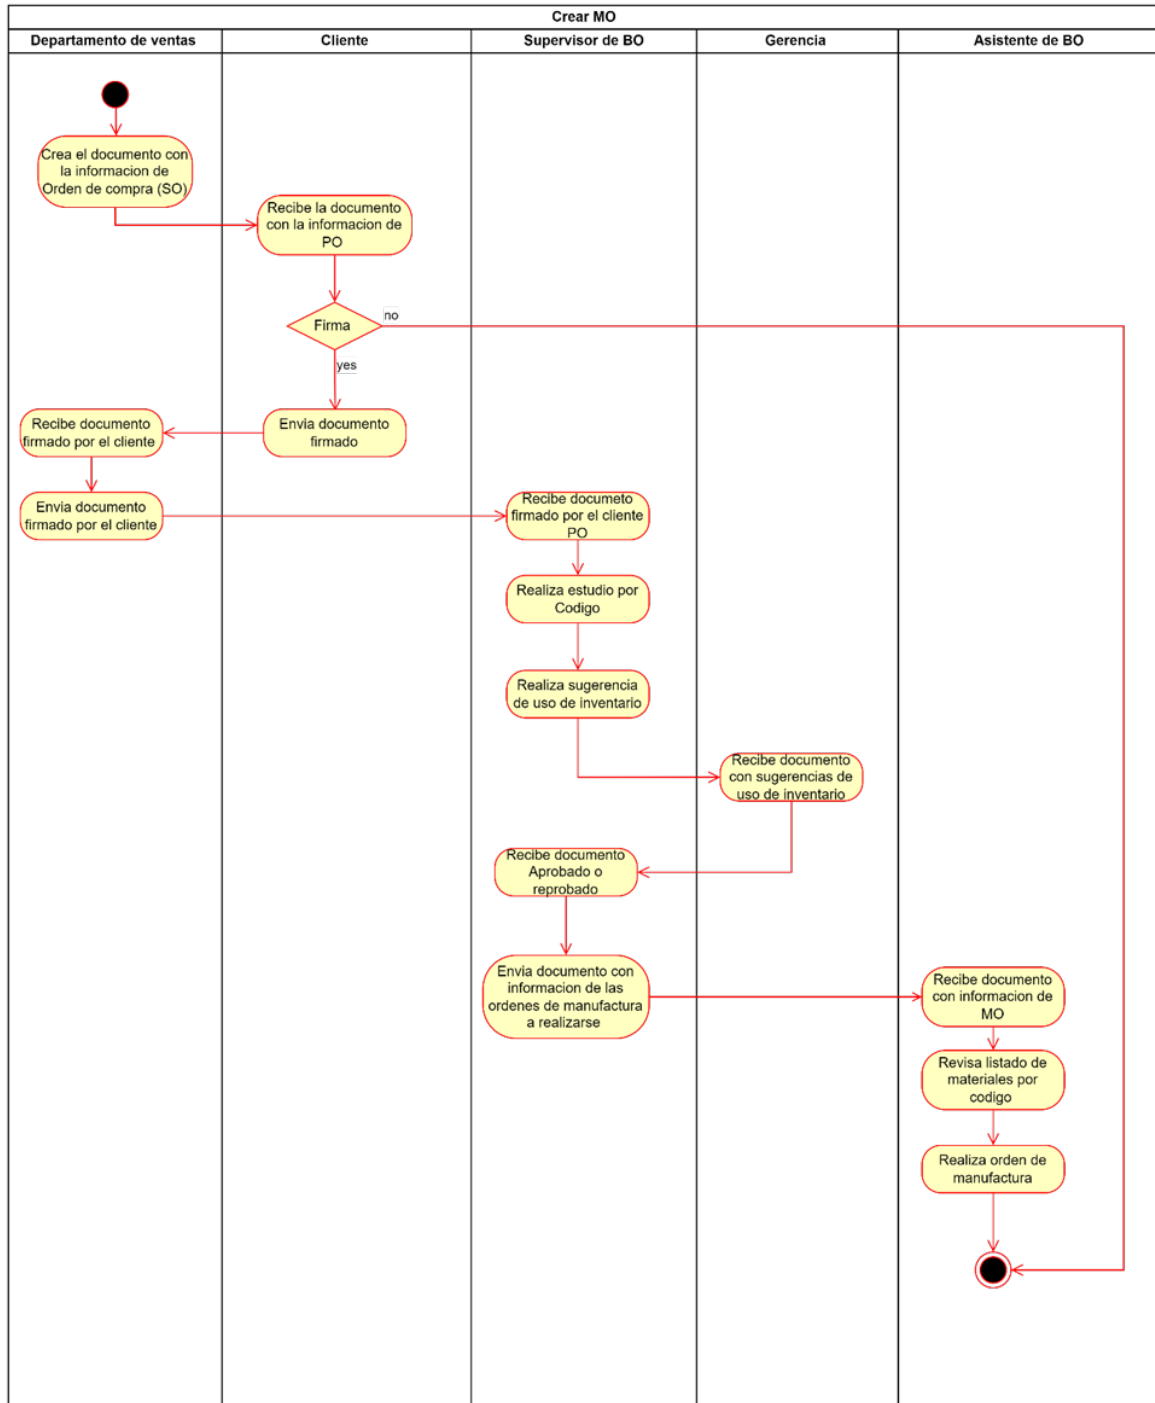 Crear MO
Departamento de ventas
Cliente
Supervisor de BO
Gerencia
Asistente de BO
Crea el documento con
la informacion de
Orden de compra (SO)
Recibe la documento
con la informacion de
PO
Firma
no
yes
Recibe documento
firmado por el cliente
Envia documento
firmado
Envia documento
firmado por el cliente
Recibe documeto
firmado por el cliente
PO
Realiza estudio por
Codigo
Realiza sugerencia
de uso de inventario
Recibe documento
con sugerencias de
uso de inventario
Recibe documento
Aprobado o
reprobado
Envia documento con
informacion de las
ordenes de manufactura
a realizarse
Recibe documento
con informacion de
MO
Revisa listado de
materiales por
codigo
Realiza orden de
manufactura